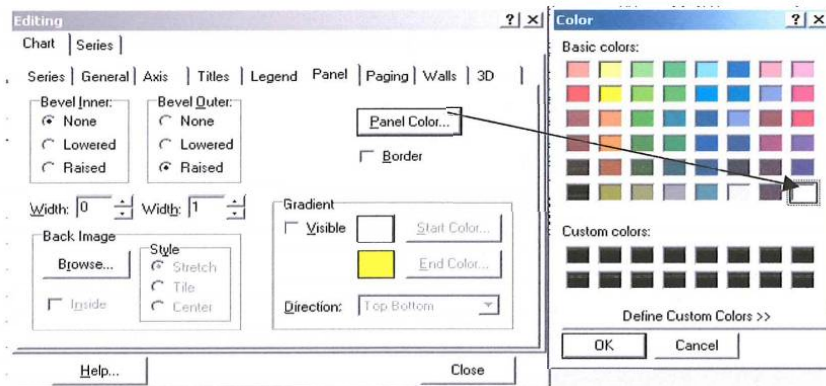 Editing
Chart
Series
Series
General
Axis
Titles
Legend
Panel
Paging
Walls
3D
Bevel Inner:
None
Lowered
Raised
Width: 0
Bevel Outer:
None
Lowered
Raised
Width: 1
Panel Color...
Border
Back Image
Browse...
Inside
Style
Stretch
Tile
Center
Gradient
Visible
Start Color...
End Color...
Direction: Top Bottom
Help...
Close
Color
Basic colors:
Custom colors:
Define Custom Colors >>
OK
Cancel